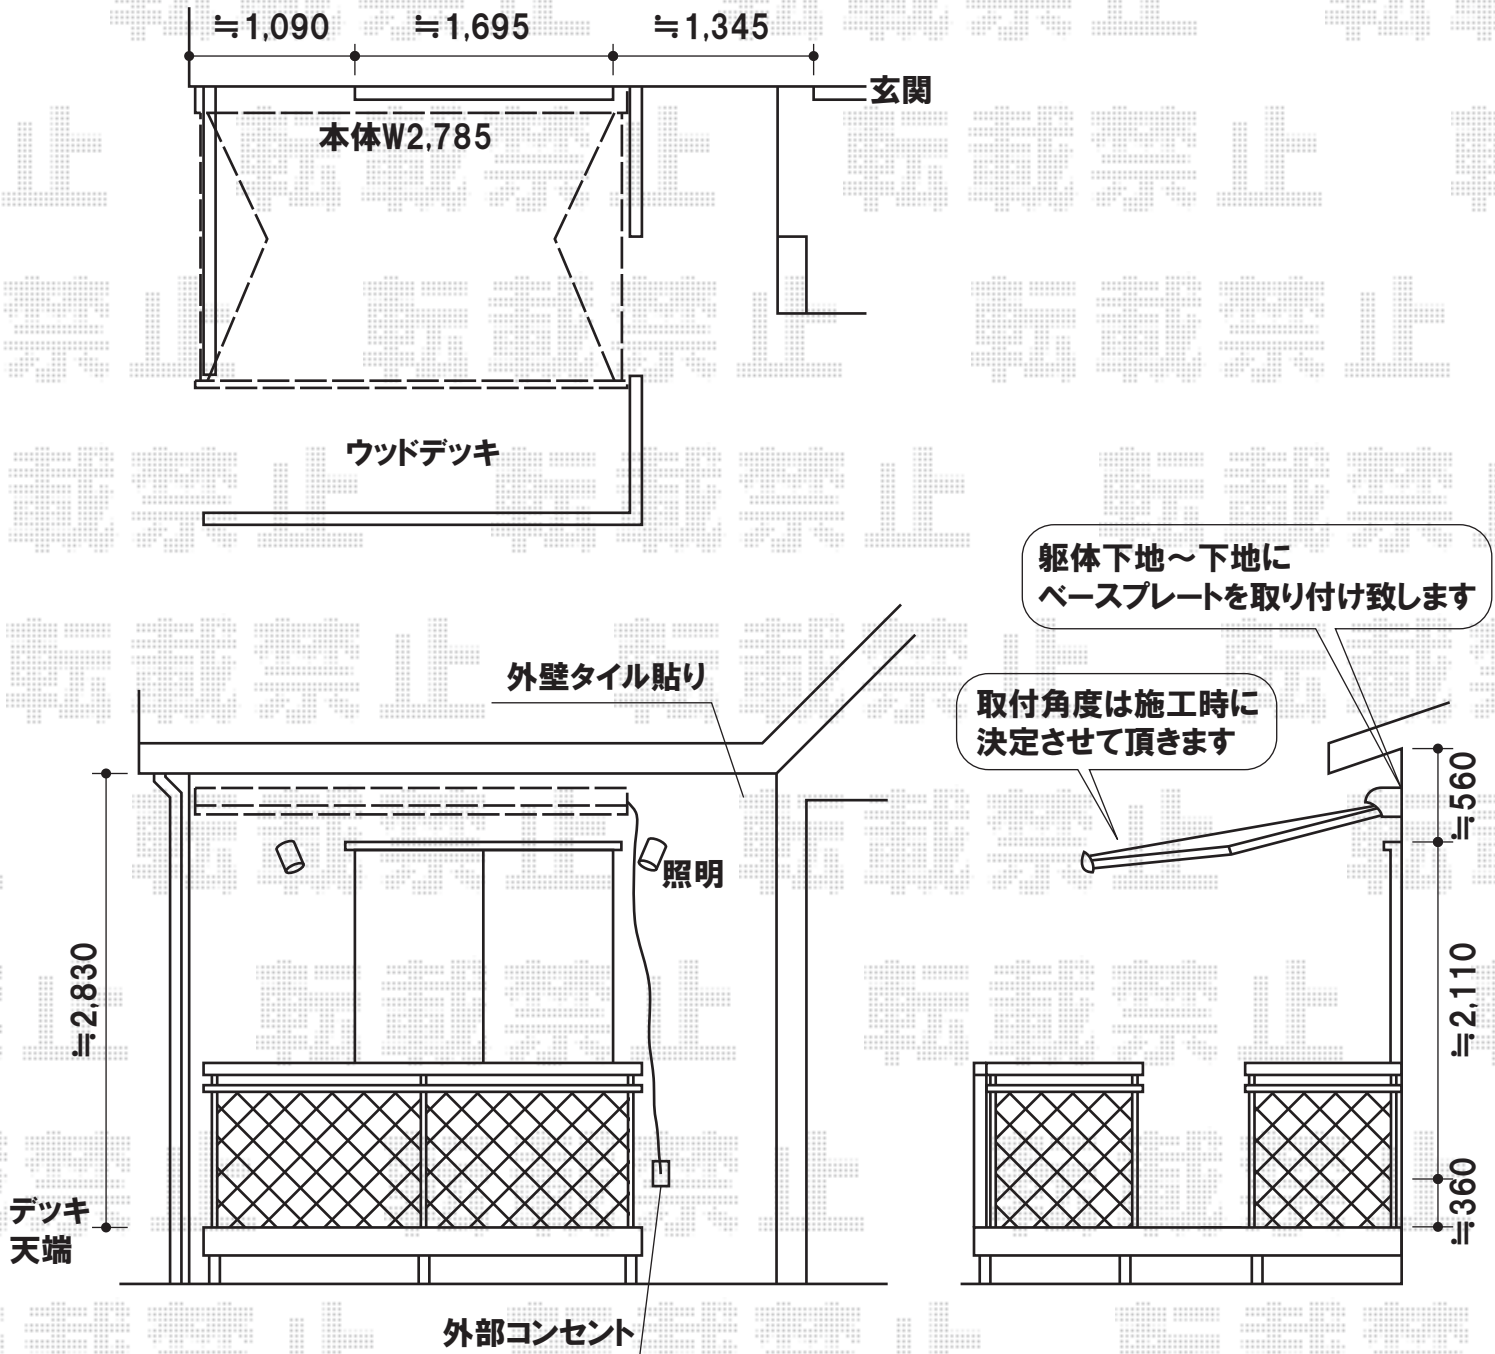 ≒1,090
≒1,695
≒1,345
玄関
本体W2,785
ウッドデッキ
躯体下地～下地に
ベースプレートを取り付け致します
外壁タイル貼り
取付角度は施工時に
決定させて頂きます
≒560
照明
≒2,830
≒2,110
≒360
デッキ
天端
外部コンセント
転載禁止